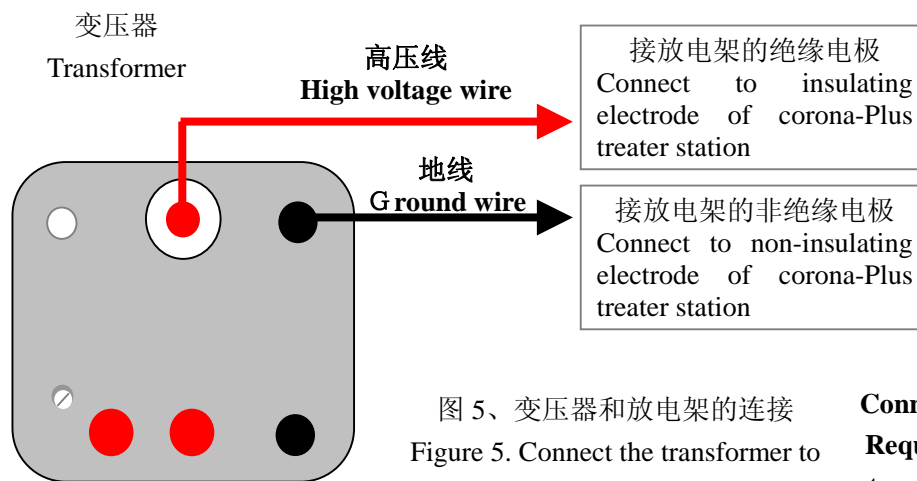 变压器
Transformer
高压线
High voltage wire
接放电架的绝缘电极
Connect to insulating
electrode of corona-Plus
treater station
地线
Ground wire
接放电架的非绝缘电极
Connect to non-insulating
electrode of corona-Plus
treater station
图 5、变压器和放电架的连接
Figure 5. Connect the transformer to
Conn
Requ